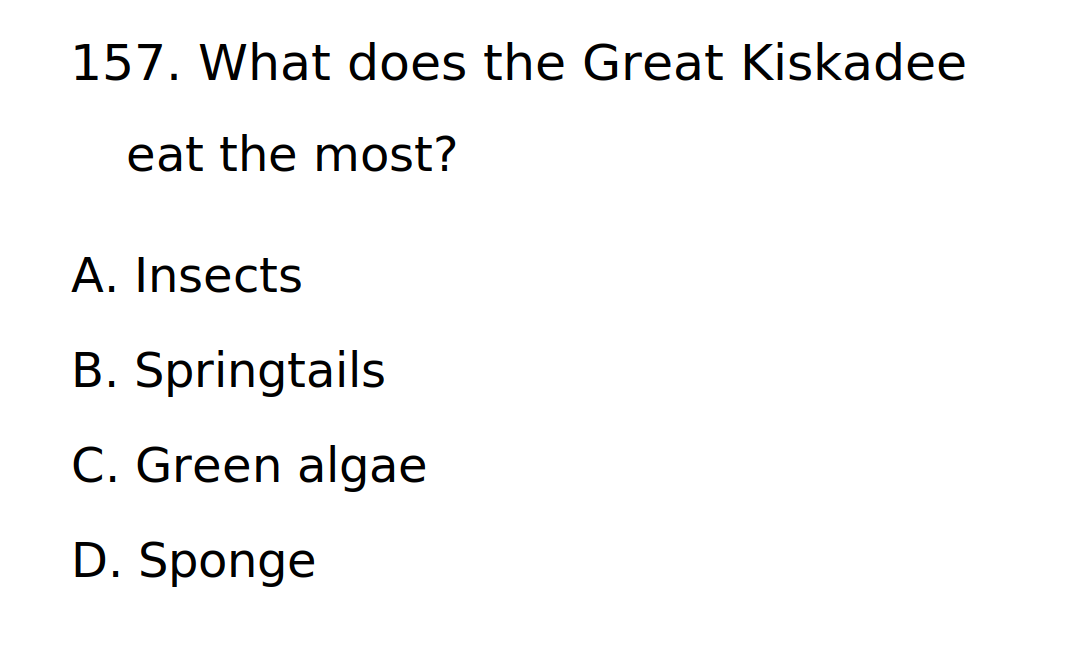 157. What does the Great Kiskadee
eat the most?
A. Insects
B. Springtails
C. Green algae
D. Sponge